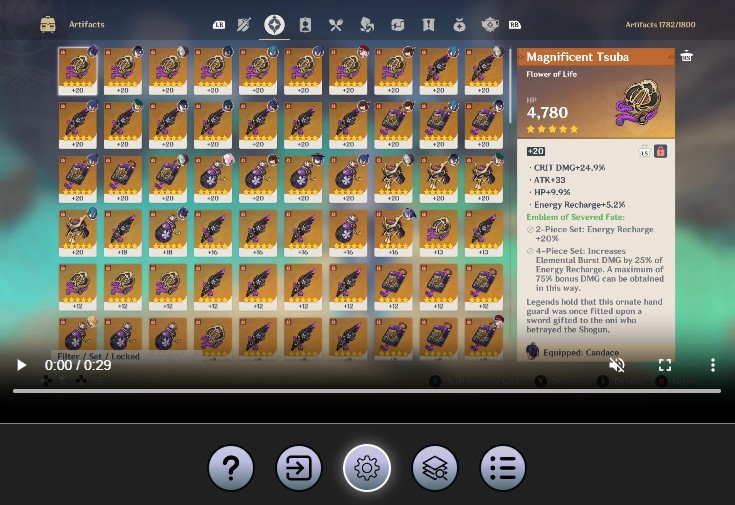 Artifacts
LB
RB
Artifacts 1782/1800
Magnificent Tsuba
Flower of Life
HP
4,780
+20
· CRIT DMG+24.9%
· ATK+33
· HP+9.9%
· Energy Recharge+5.2%
Emblem of Severed Fate:
2-Piece Set: Energy Recharge
+20%
4-Piece Set: Increases
Elemental Burst DMG by 25% of
Energy Recharge. A maximum of
75% bonus DMG can be obtained
in this way.
Legends hold that this ornate hand
guard was once fitted upon a
sword gifted to the oni who
betrayed the Shogun.
Equipped: Candace
+20 +20 +20 +20 +20 +20 +20 +20 +20 +20
+20 +20 +20 +20 +20 +20 +20 +20 +20 +20
+20 +20 +20 +20 +20 +20 +20 +20 +20 +20
+20 +18 +16 +16 +16 +16 +16 +16 +13 +13
+12 +12 +12 +12 +12 +12 +12 +12 +12 +12
Filter / Set / Locked
0:00 / 0:29
?